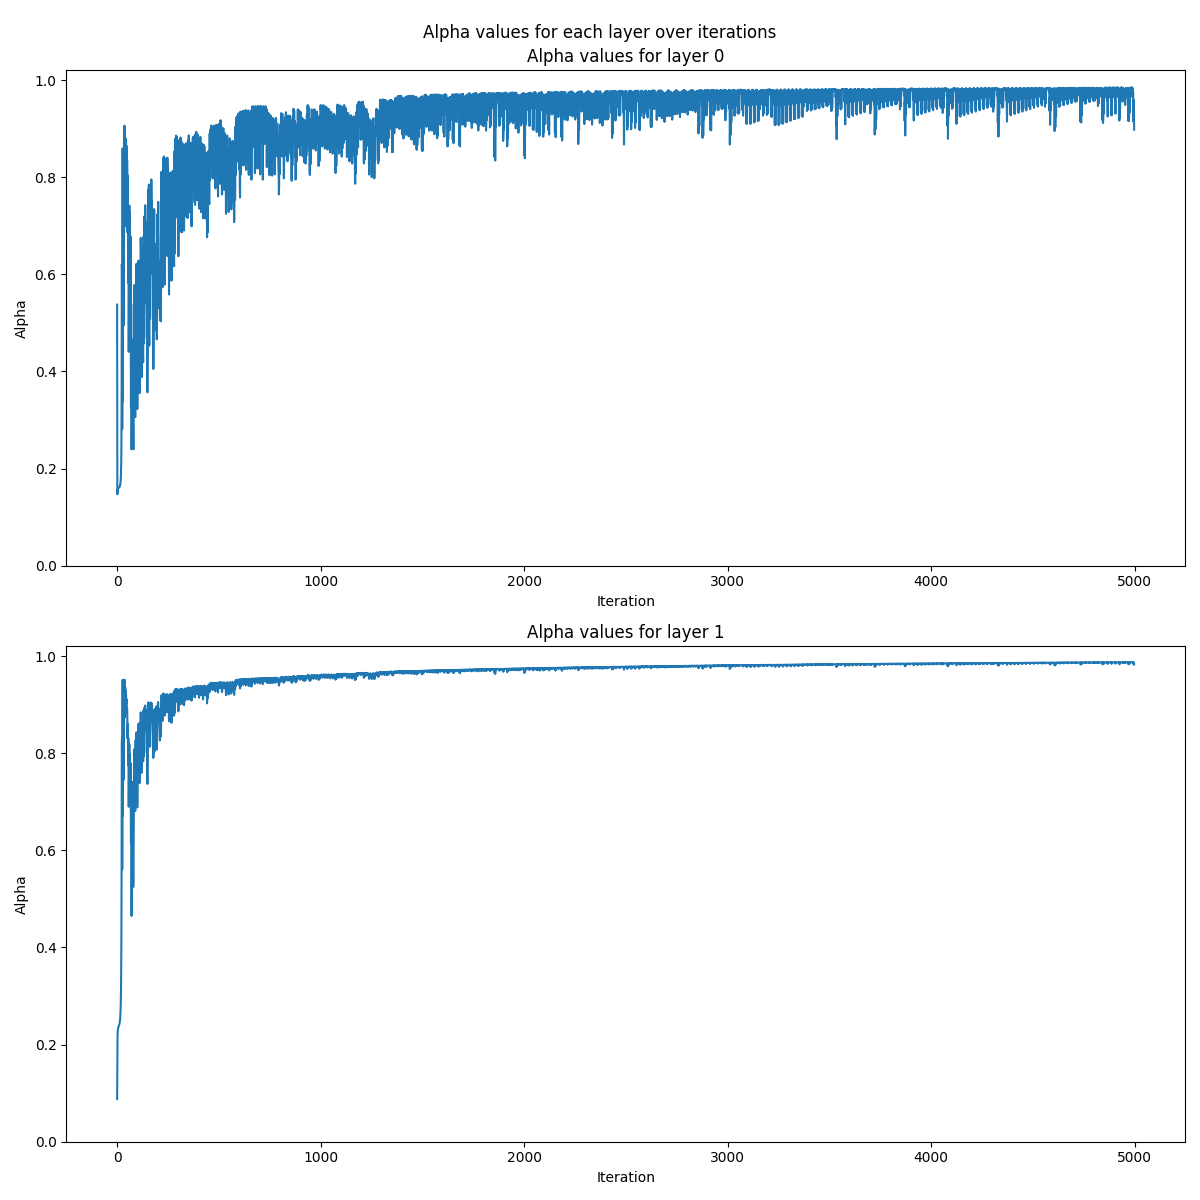 Alpha values for each layer over iterations
Alpha values for layer 0
1.0
0.8
0.6
0.4
0.2
0.0
Alpha
0 1000 2000 3000 4000 5000
Iteration
Alpha values for layer 1
1.0
0.8
0.6
0.4
0.2
0.0
Alpha
0 1000 2000 3000 4000 5000
Iteration